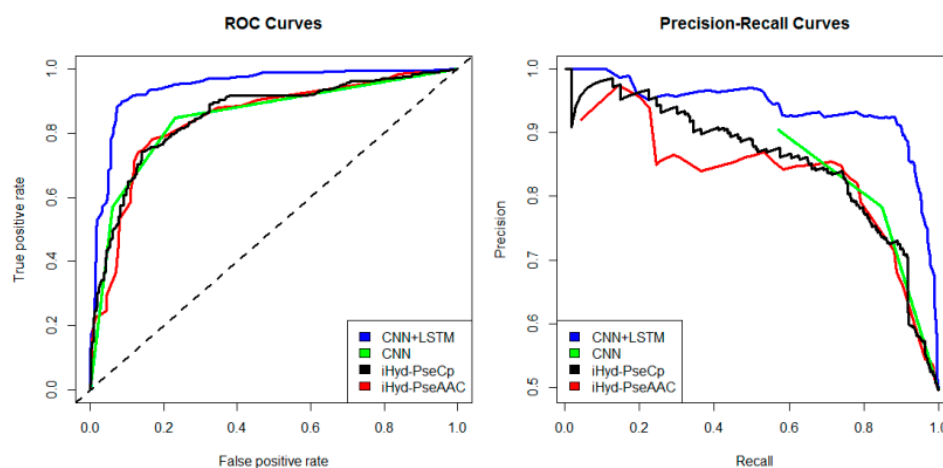 ROC Curves
True positive rate
1.0
0.8
0.6
0.4
0.2
0.0
CNN+LSTM
CNN
iHyd-PseCp
iHyd-PseAAC
0.0 0.2 0.4 0.6 0.8 1.0
False positive rate
Precision-Recall Curves
Precision
1.0
0.9
0.8
0.7
0.6
0.5
CNN+LSTM
CNN
iHyd-PseCp
iHyd-PseAAC
0.0 0.2 0.4 0.6 0.8 1.0
Recall